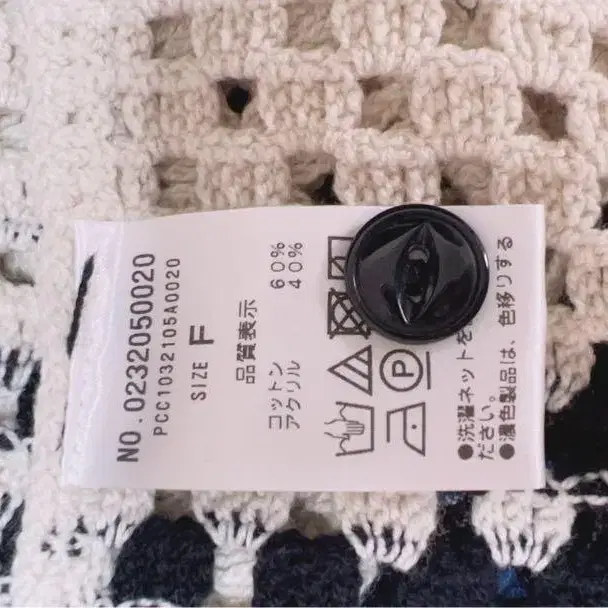 NO.0232050020
PCC1032105A0020
SIZE F
品質表示
コットン 60%
アクリル 40%
P
●洗濯ネットを
ださい。
●濃色製品は、色移りする